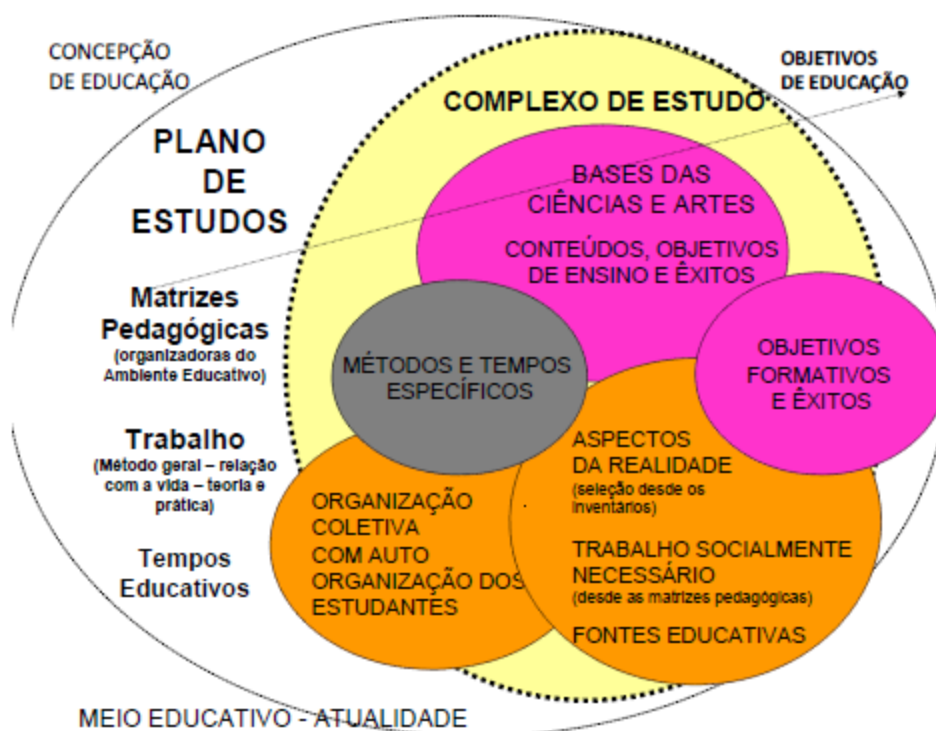 CONCEPÇÃO
DE EDUCAÇÃO
OBJETIVOS
DE EDUCAÇÃO
PLANO
DE
ESTUDOS
COMPLEXO DE ESTUDO
BASES DAS
CIÊNCIAS E ARTES
CONTEÚDOS, OBJETIVOS
DE ENSINO E ÊXITOS
Matrizes
Pedagógicas
(organizadoras do
Ambiente Educativo)
MÉTODOS E TEMPOS
ESPECÍFICOS
OBJETIVOS
FORMATIVOS
E ÊXITOS
Trabalho
(Método geral – relação
com a vida – teoria e
prática)
Tempos
Educativos
ORGANIZAÇÃO
COLETIVA
COM AUTO
ORGANIZAÇÃO DOS
ESTUDANTES
ASPECTOS
DA REALIDADE
(seleção desde os
inventários)
TRABALHO SOCIALMENTE
NECESSÁRIO
(desde as matrizes pedagógicas)
FONTES EDUCATIVAS
MEIO EDUCATIVO - ATUALIDADE